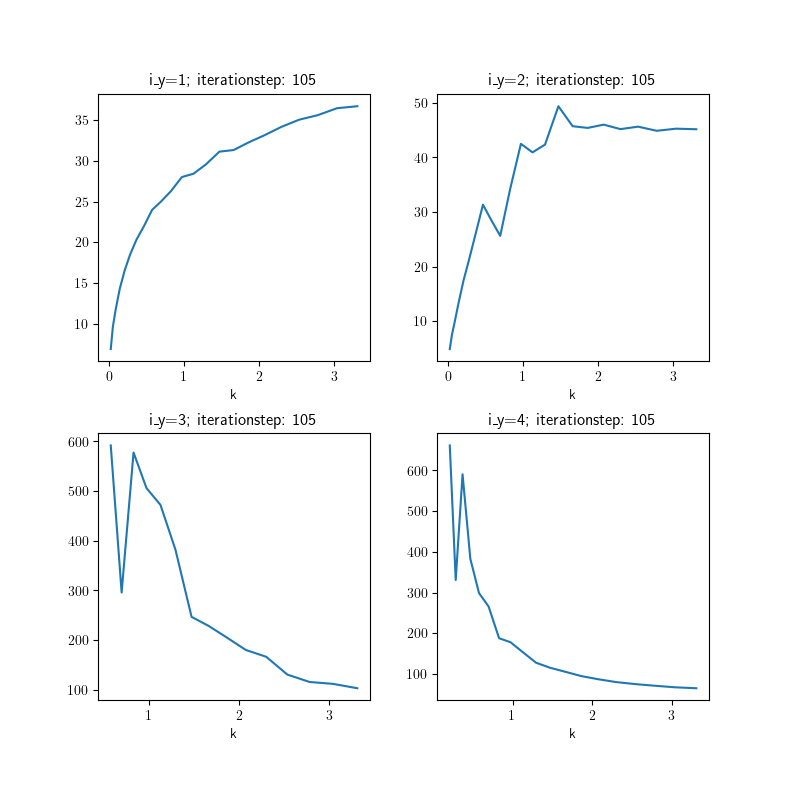 i_y=1; iterationstep: 105
35
30
25
20
15
10
0 1 2 3
k
i_y=2; iterationstep: 105
50
40
30
20
10
0 1 2 3
k
i_y=3; iterationstep: 105
600
500
400
300
200
100
1 2 3
k
i_y=4; iterationstep: 105
600
500
400
300
200
100
1 2 3
k